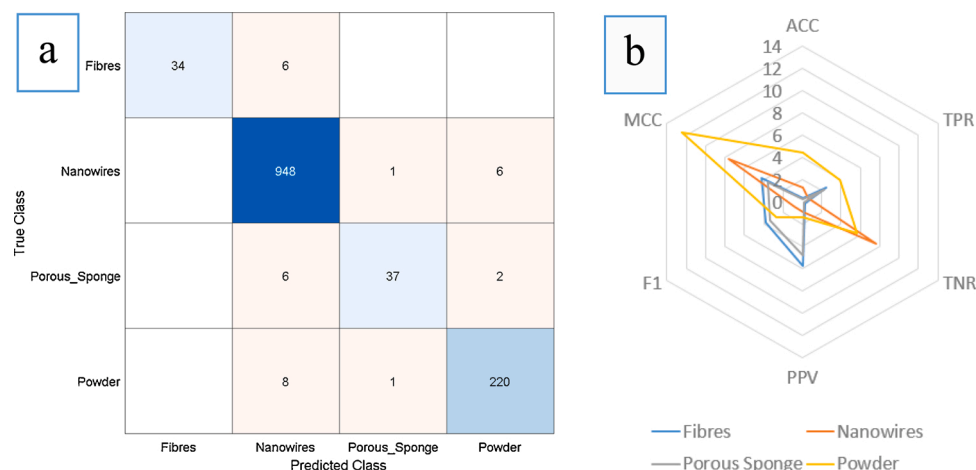 a
Fibres 34 6
Nanowires 948 1 6
Porous_Sponge 6 37 2
Powder 8 1 220
Fibres Nanowires Porous_Sponge Powder
Predicted Class
True Class
b
ACC
14
12
10
8
6
4
2
0
MCC TPR
F1 TNR
PPV
Fibres Nanowires
Porous Sponge Powder